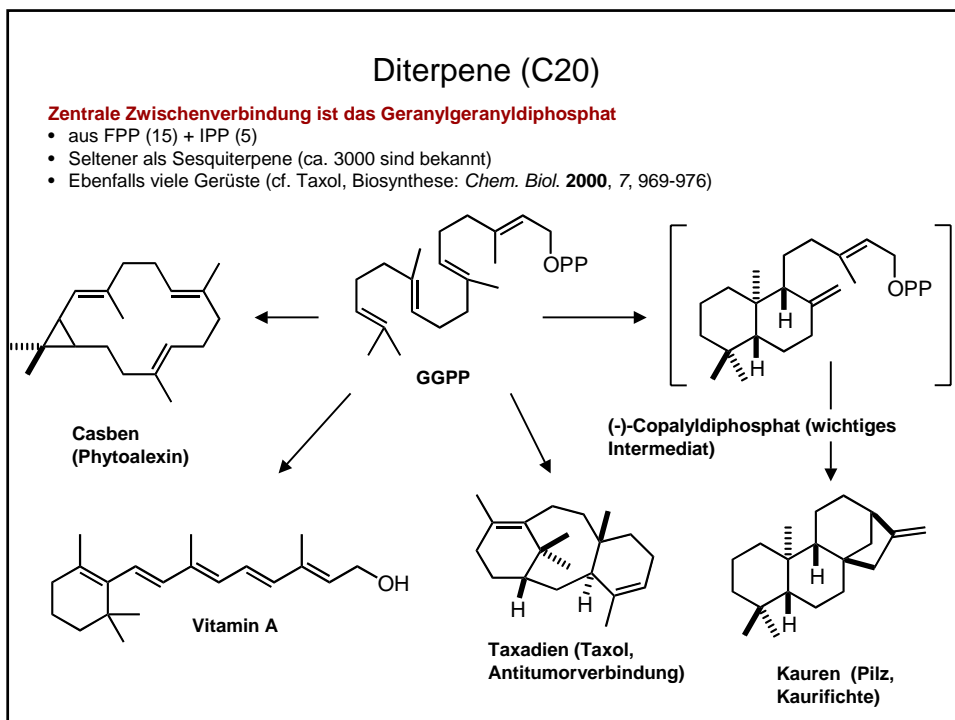 Diterpene (C20)
Zentrale Zwischenverbindung ist das Geranylgeranyldiphosphat
• aus FPP (15) + IPP (5)
• Seltener als Sesquiterpene (ca. 3000 sind bekannt)
• Ebenfalls viele Gerüste (cf. Taxol, Biosynthese: Chem. Biol. 2000, 7, 969-976)
OPP
GGPP
OPP
H
H
Casben
(Phytoalexin)
(-)-Copalyldiphosphat (wichtiges
Intermediat)
OH
Vitamin A
H
H
Taxadien (Taxol,
Antitumorverbindung)
H
H
Kauren (Pilz,
Kaurifichte)